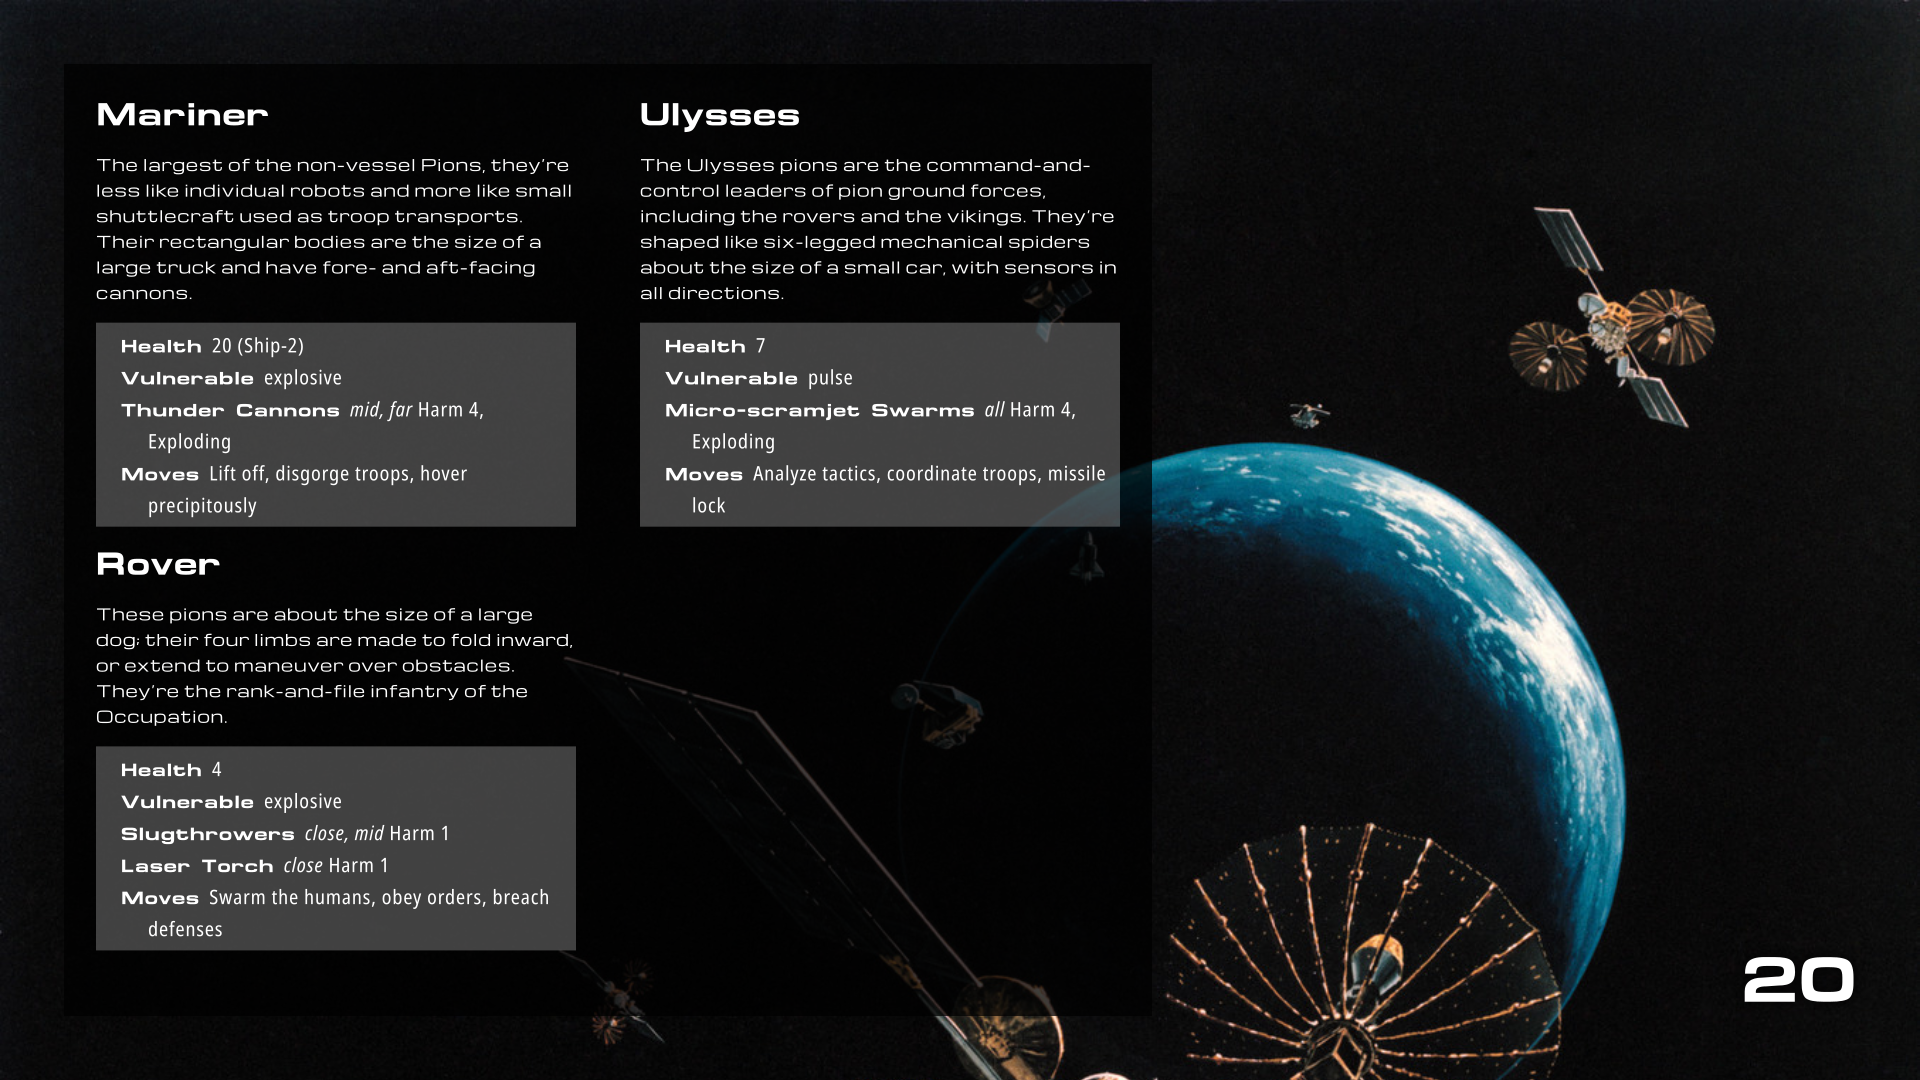 Mariner
The largest of the non-vessel Pions, they're
less like individual robots and more like small
shuttlecraft used as troop transports.
Their rectangular bodies are the size of a
large truck and have fore- and aft-facing
cannons.
Health 20 (Ship-2)
Vulnerable explosive
Thunder Cannons mid, far Harm 4,
Exploding
Moves Lift off, disgorge troops, hover
precipitously
Rover
These pions are about the size of a large
dog; their four limbs are made to fold inward,
or extend to maneuver over obstacles.
They're the rank-and-file infantry of the
Occupation.
Health 4
Vulnerable explosive
Slugthrowers close, mid Harm 1
Laser Torch close Harm 1
Moves Swarm the humans, obey orders, breach
defenses
Ulysses
The Ulysses pions are the command-and-
control leaders of pion ground forces,
including the rovers and the vikings. They're
shaped like six-legged mechanical spiders
about the size of a small car, with sensors in
all directions.
Health 7
Vulnerable pulse
Micro-scramjet Swarms all Harm 4,
Exploding
Moves Analyze tactics, coordinate troops, missile
lock
20